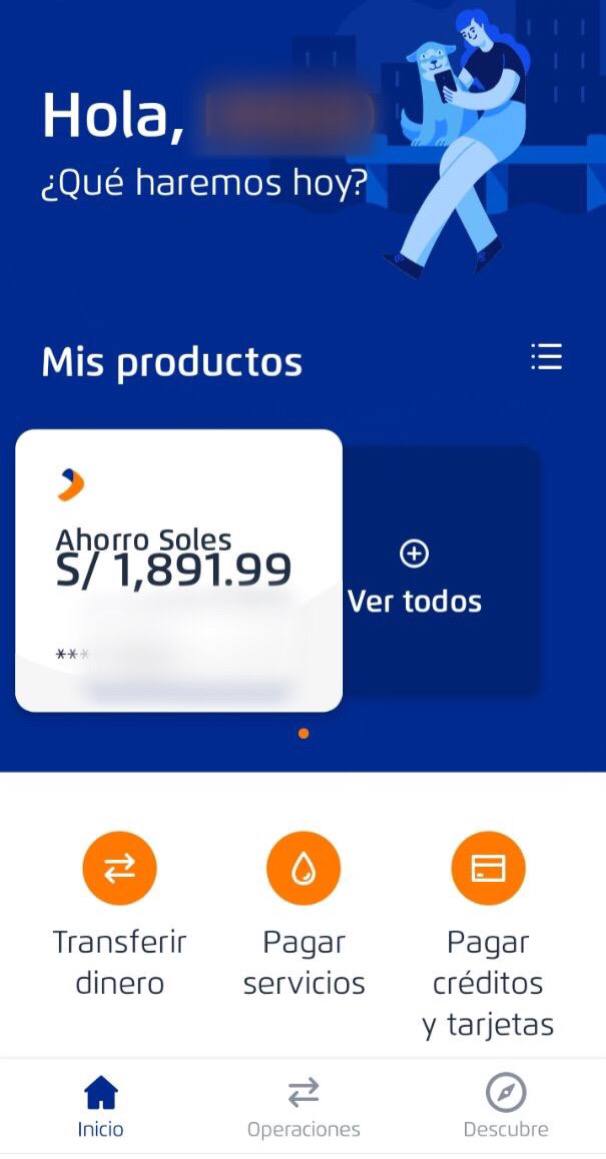 Hola,
¿Qué haremos hoy?
Mis productos
Ahorro Soles
S/ 1,891.99
***
Ver todos
Transferir
dinero
Pagar
servicios
Pagar
créditos
y tarjetas
Inicio
Operaciones
Descubre